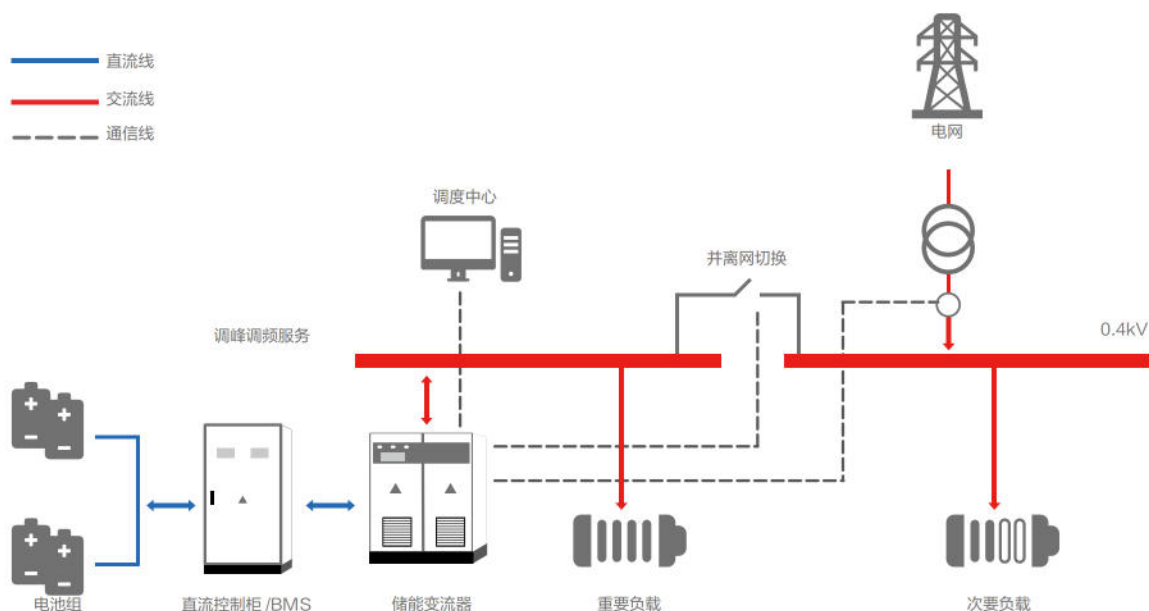 直流线
交流线
通信线
电网
调度中心
并离网切换
调峰调频服务
0.4kV
电池组
直流控制柜/BMS
储能变流器
重要负载
次要负载